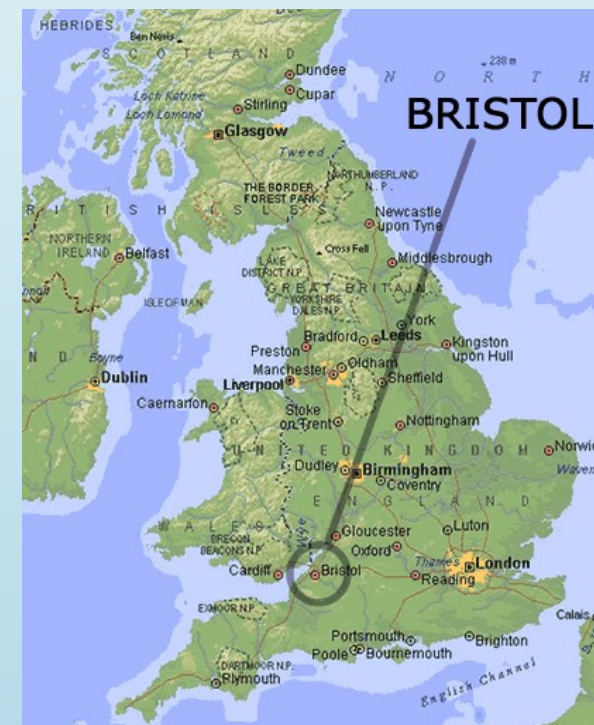 HEBRIDES
Ben Nevis
SCOTLAND
Dundee
Cupar
238 m
NORTH
Loch Katrine
Loch Lomond
Stirling
BRISTOL
Glasgow
Tweed
NORTHUMBERLAND
N.P.
THE BORDER
FOREST PARK
BRITISH ISLES
Newcastle
upon Tyne
NORTHERN
IRELAND
Belfast
Cross Fell
LAKE
DISTRICT N.P.
Middlesbrough
ISLE OF MAN
GREAT BRITAIN
YORKSHIRE
DALES N.P.
York
Bradford
Leeds
Kingston
upon Hull
Preston
Boyne
Manchester
Oldham
Dublin
Liverpool
Sheffield
Caernarfon
Stoke
on Trent
Nottingham
UNITED KINGDOM
Norwi
Dudley
Birmingham
Waven
Coventry
ENGLAND
WALES
Wye
Gloucester
Luton
BRECON
BEACONS N.P.
Oxford
Thames
London
Cardiff
Bristol
Reading
EXMOOR N.P.
Calais
Portsmouth
Brighton
Poole
Bournemouth
DARTMOOR N.P.
Plymouth
English Channel